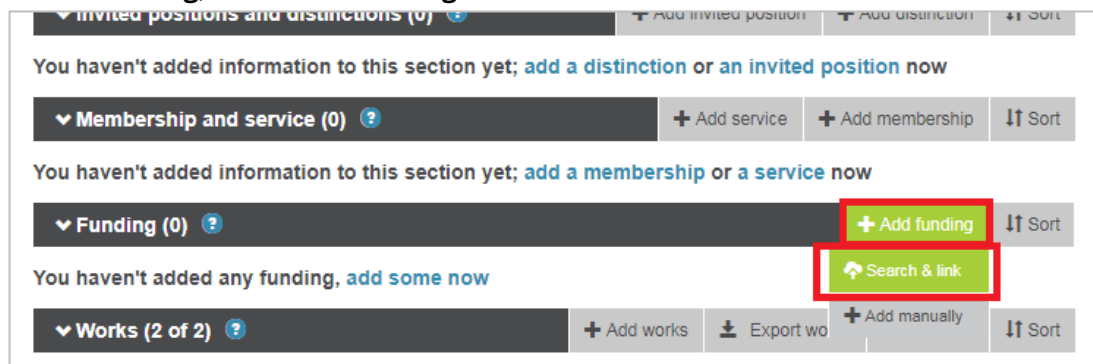 Invited positions and distinctions (0) ? + Add invited position + Add distinction Sort
You haven't added information to this section yet; add a distinction or an invited position now
Membership and service (0) ? + Add service + Add membership Sort
You haven't added information to this section yet; add a membership or a service now
Funding (0) ? + Add funding Sort
You haven't added any funding, add some now
Search & link
Works (2 of 2) ? + Add works Export wo + Add manually Sort